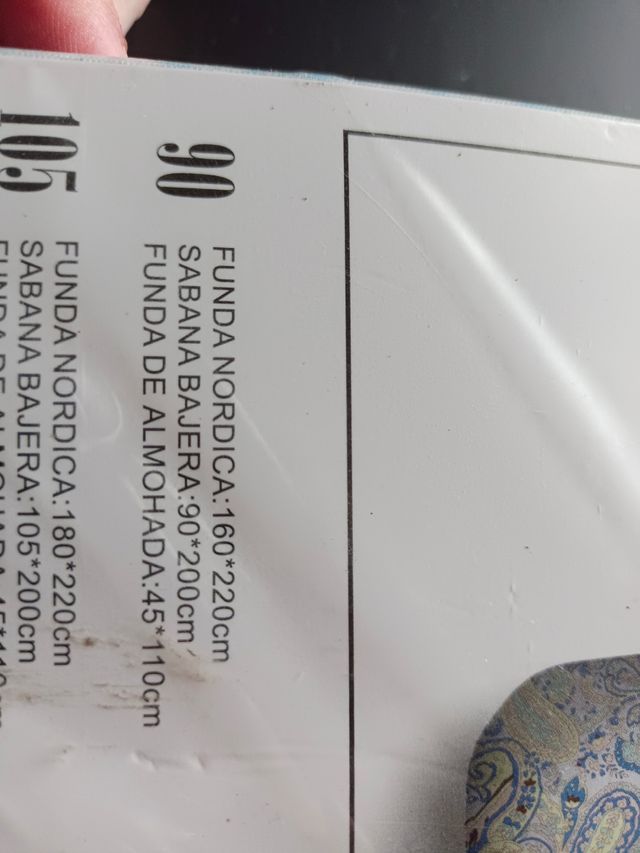 90
FUNDA NORDICA:160*220cm
SABANA BAJERA:90*200cm
FUNDA DE ALMOHADA:45*110cm
105
FUNDA NORDICA:180*220cm
SABANA BAJERA:105*200cm